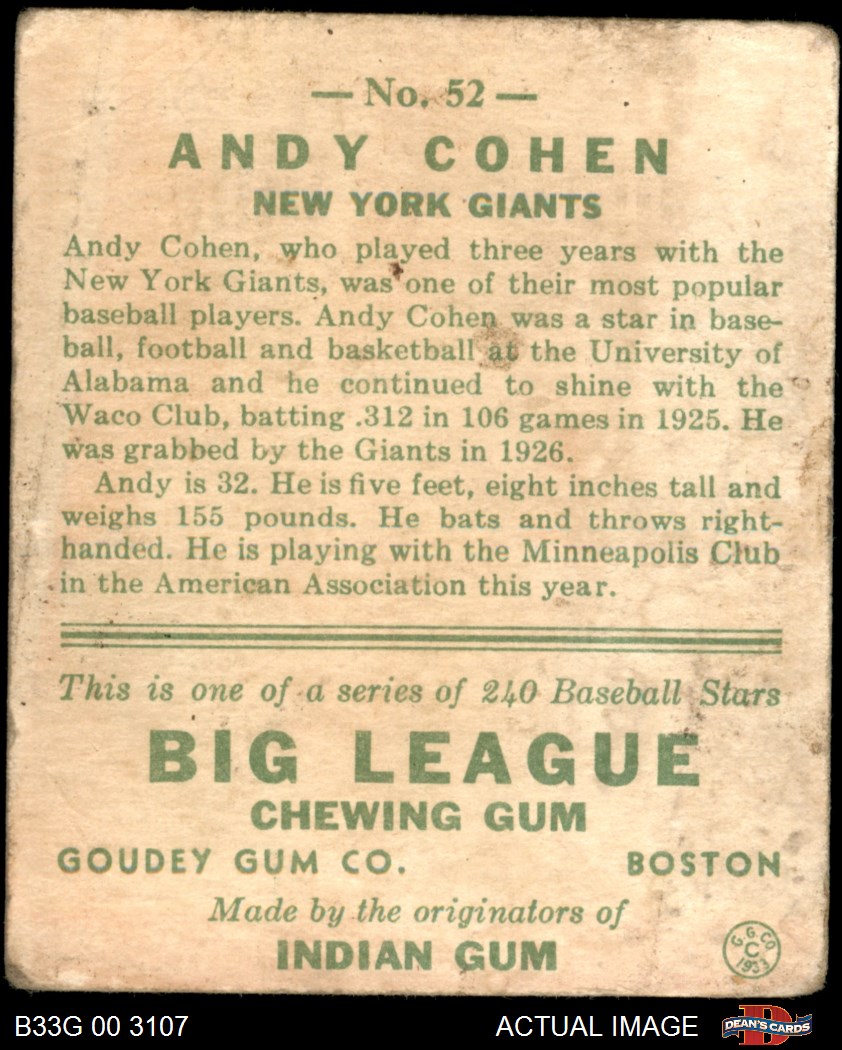 — No. 52 —
ANDY COHEN
NEW YORK GIANTS
Andy Cohen, who played three years with the
New York Giants, was one of their most popular
baseball players. Andy Cohen was a star in base-
ball, football and basketball at the University of
Alabama and he continued to shine with the
Waco Club, batting .312 in 106 games in 1925. He
was grabbed by the Giants in 1926.
Andy is 32. He is five feet, eight inches tall and
weighs 155 pounds. He bats and throws right-
handed. He is playing with the Minneapolis Club
in the American Association this year.
This is one of a series of 240 Baseball Stars
BIG LEAGUE
CHEWING GUM
GOUDEY GUM CO. BOSTON
Made by the originators of
INDIAN GUM
G. G. CO.
C
1933
B33G 00 3107 ACTUAL IMAGE D DEAN'S CARDS